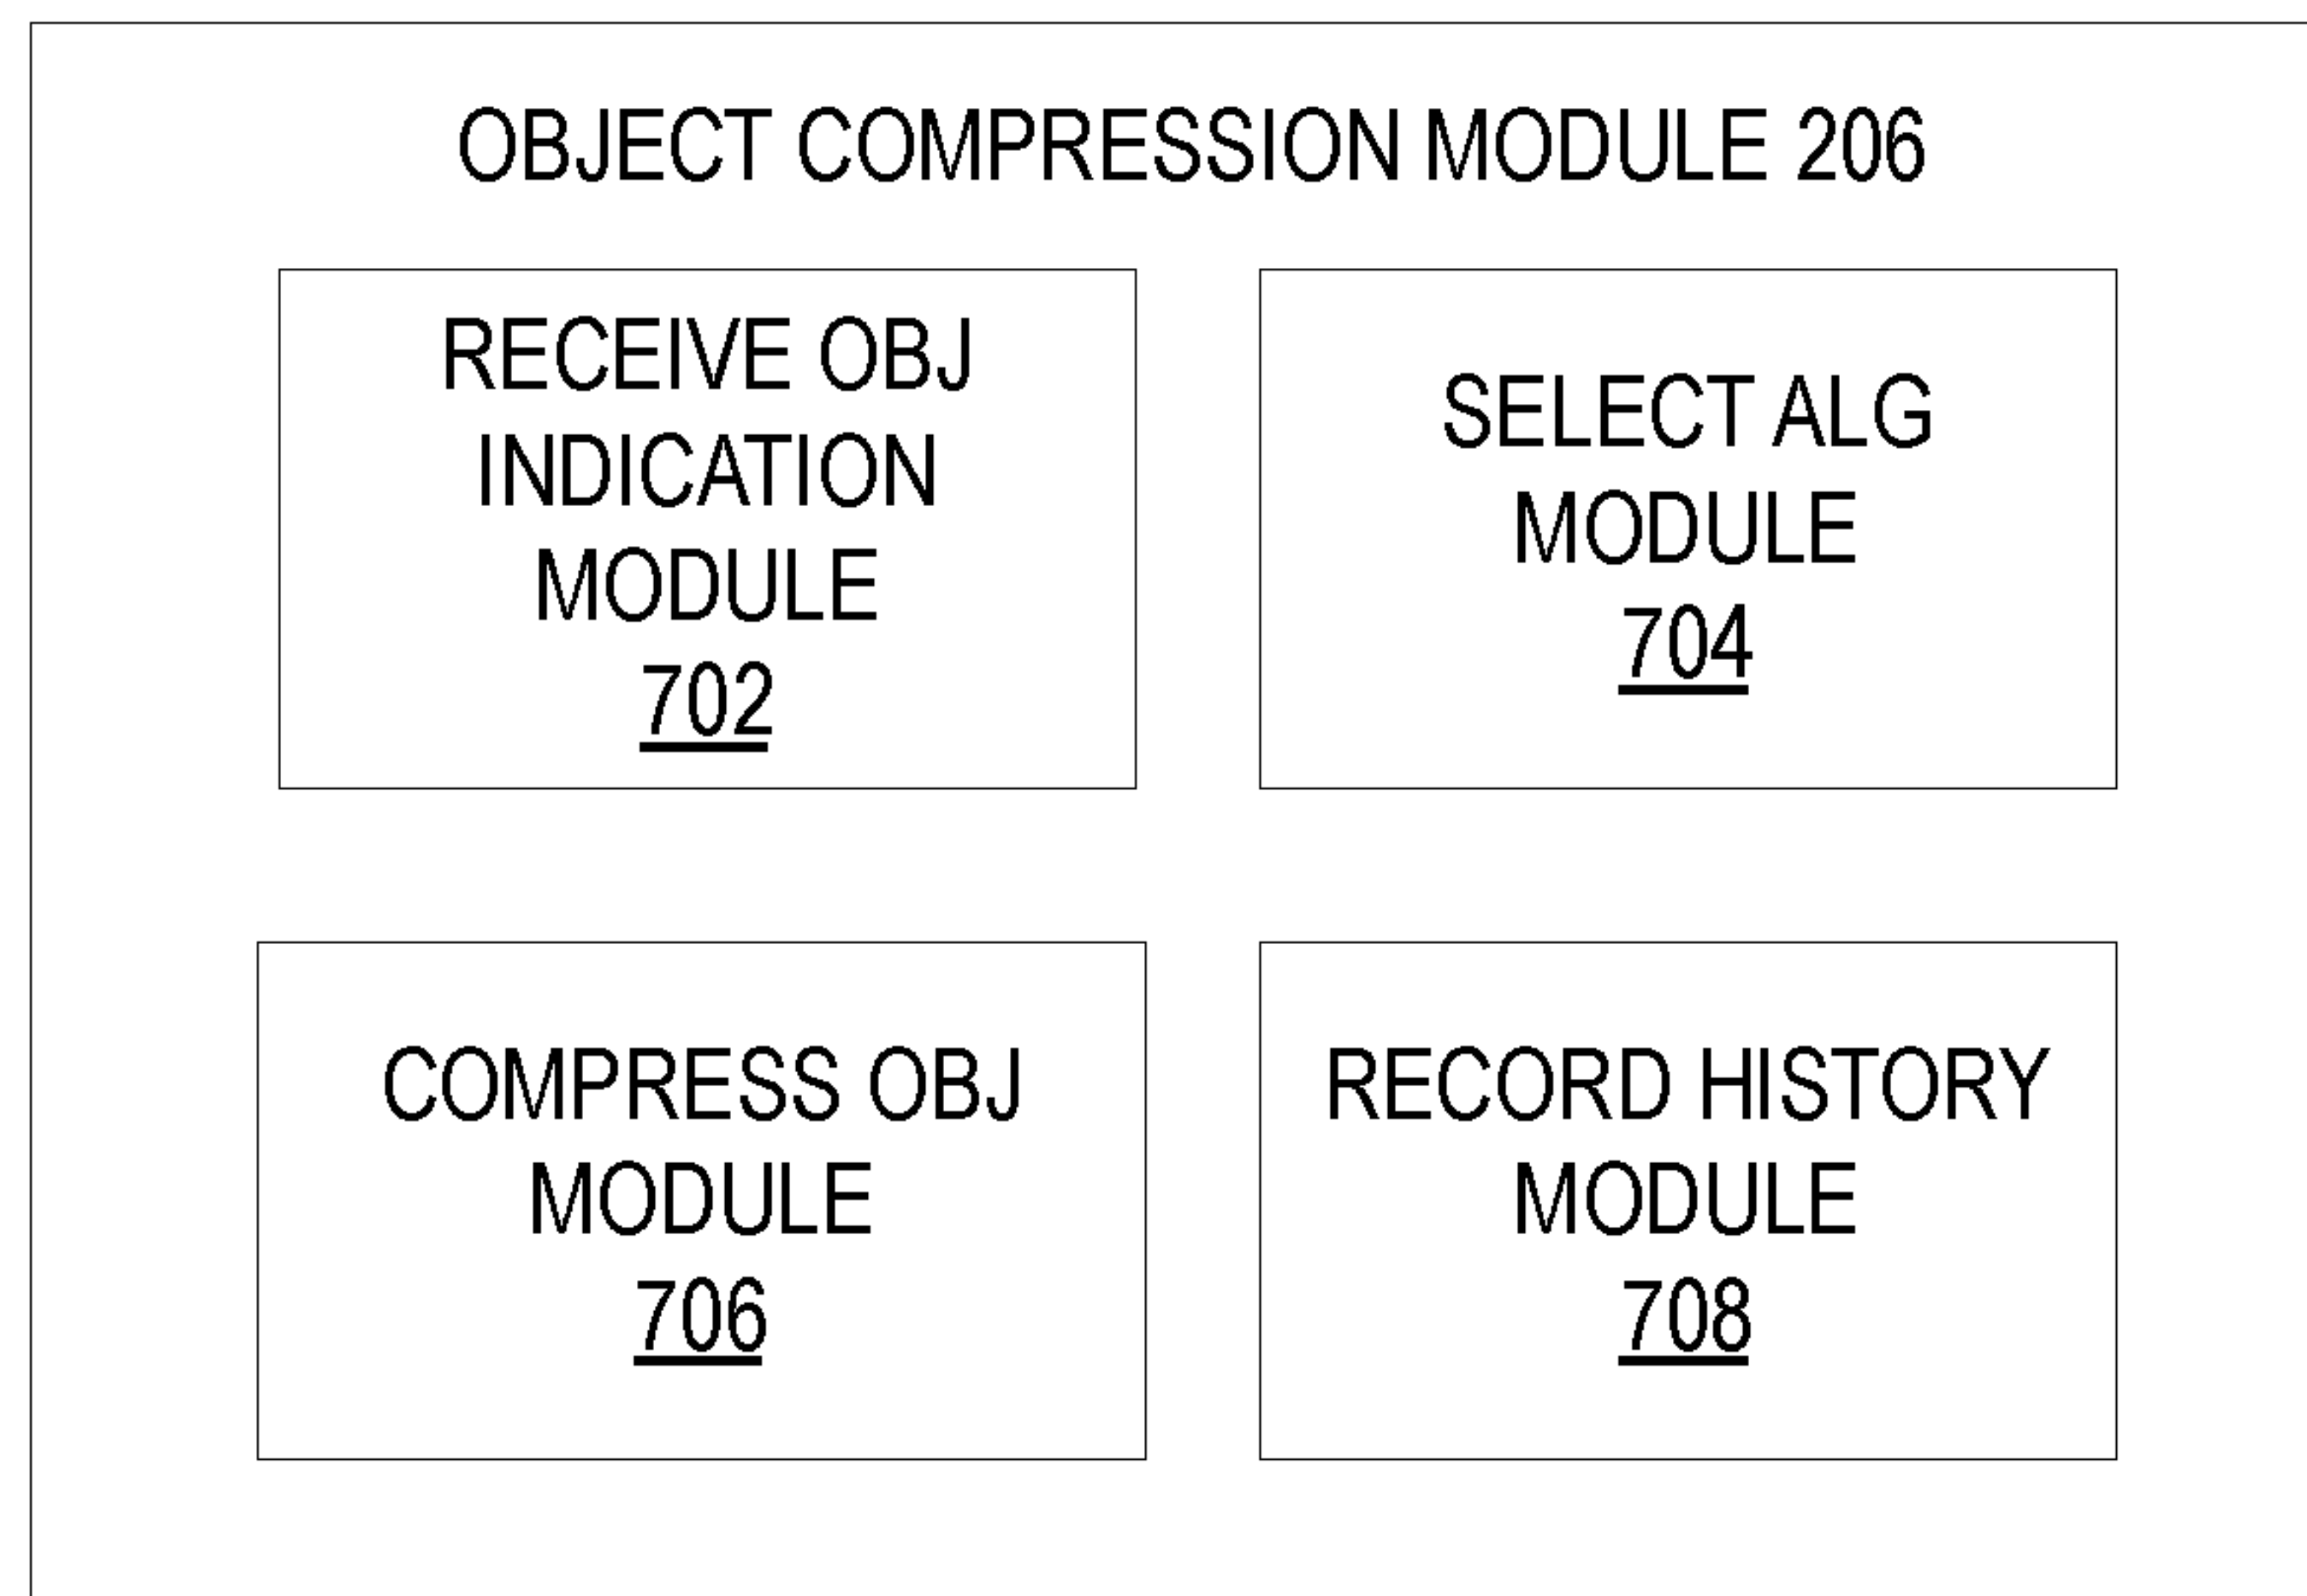 OBJECT COMPRESSION MODULE 206
RECEIVE OBJ
INDICATION
MODULE
702
SELECT ALG
MODULE
704
COMPRESS OBJ
MODULE
706
RECORD HISTORY
MODULE
708